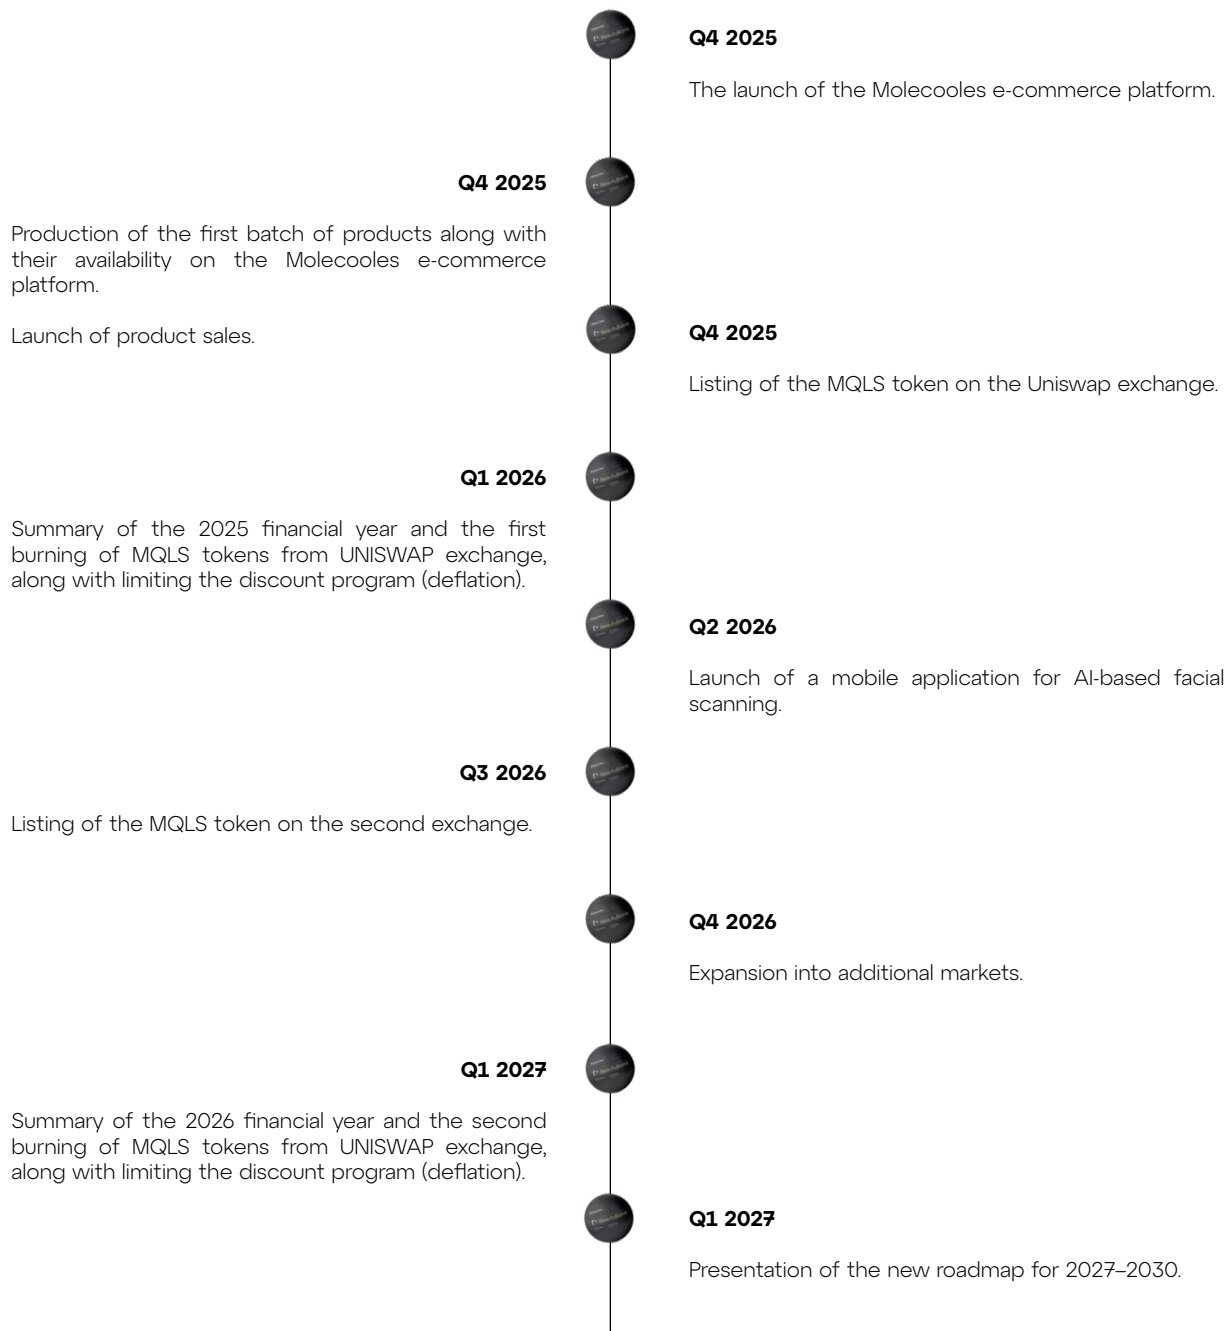 Q4 2025
The launch of the Molecooles e-commerce platform.
Q4 2025
Production of the first batch of products along with
their availability on the Molecooles e-commerce
platform.
Launch of product sales.
Q4 2025
Listing of the MQLS token on the Uniswap exchange.
Q1 2026
Summary of the 2025 financial year and the first
burning of MQLS tokens from UNISWAP exchange,
along with limiting the discount program (deflation).
Q2 2026
Launch of a mobile application for AI-based facial
scanning.
Q3 2026
Listing of the MQLS token on the second exchange.
Q4 2026
Expansion into additional markets.
Q1 2027
Summary of the 2026 financial year and the second
burning of MQLS tokens from UNISWAP exchange,
along with limiting the discount program (deflation).
Q1 2027
Presentation of the new roadmap for 2027–2030.